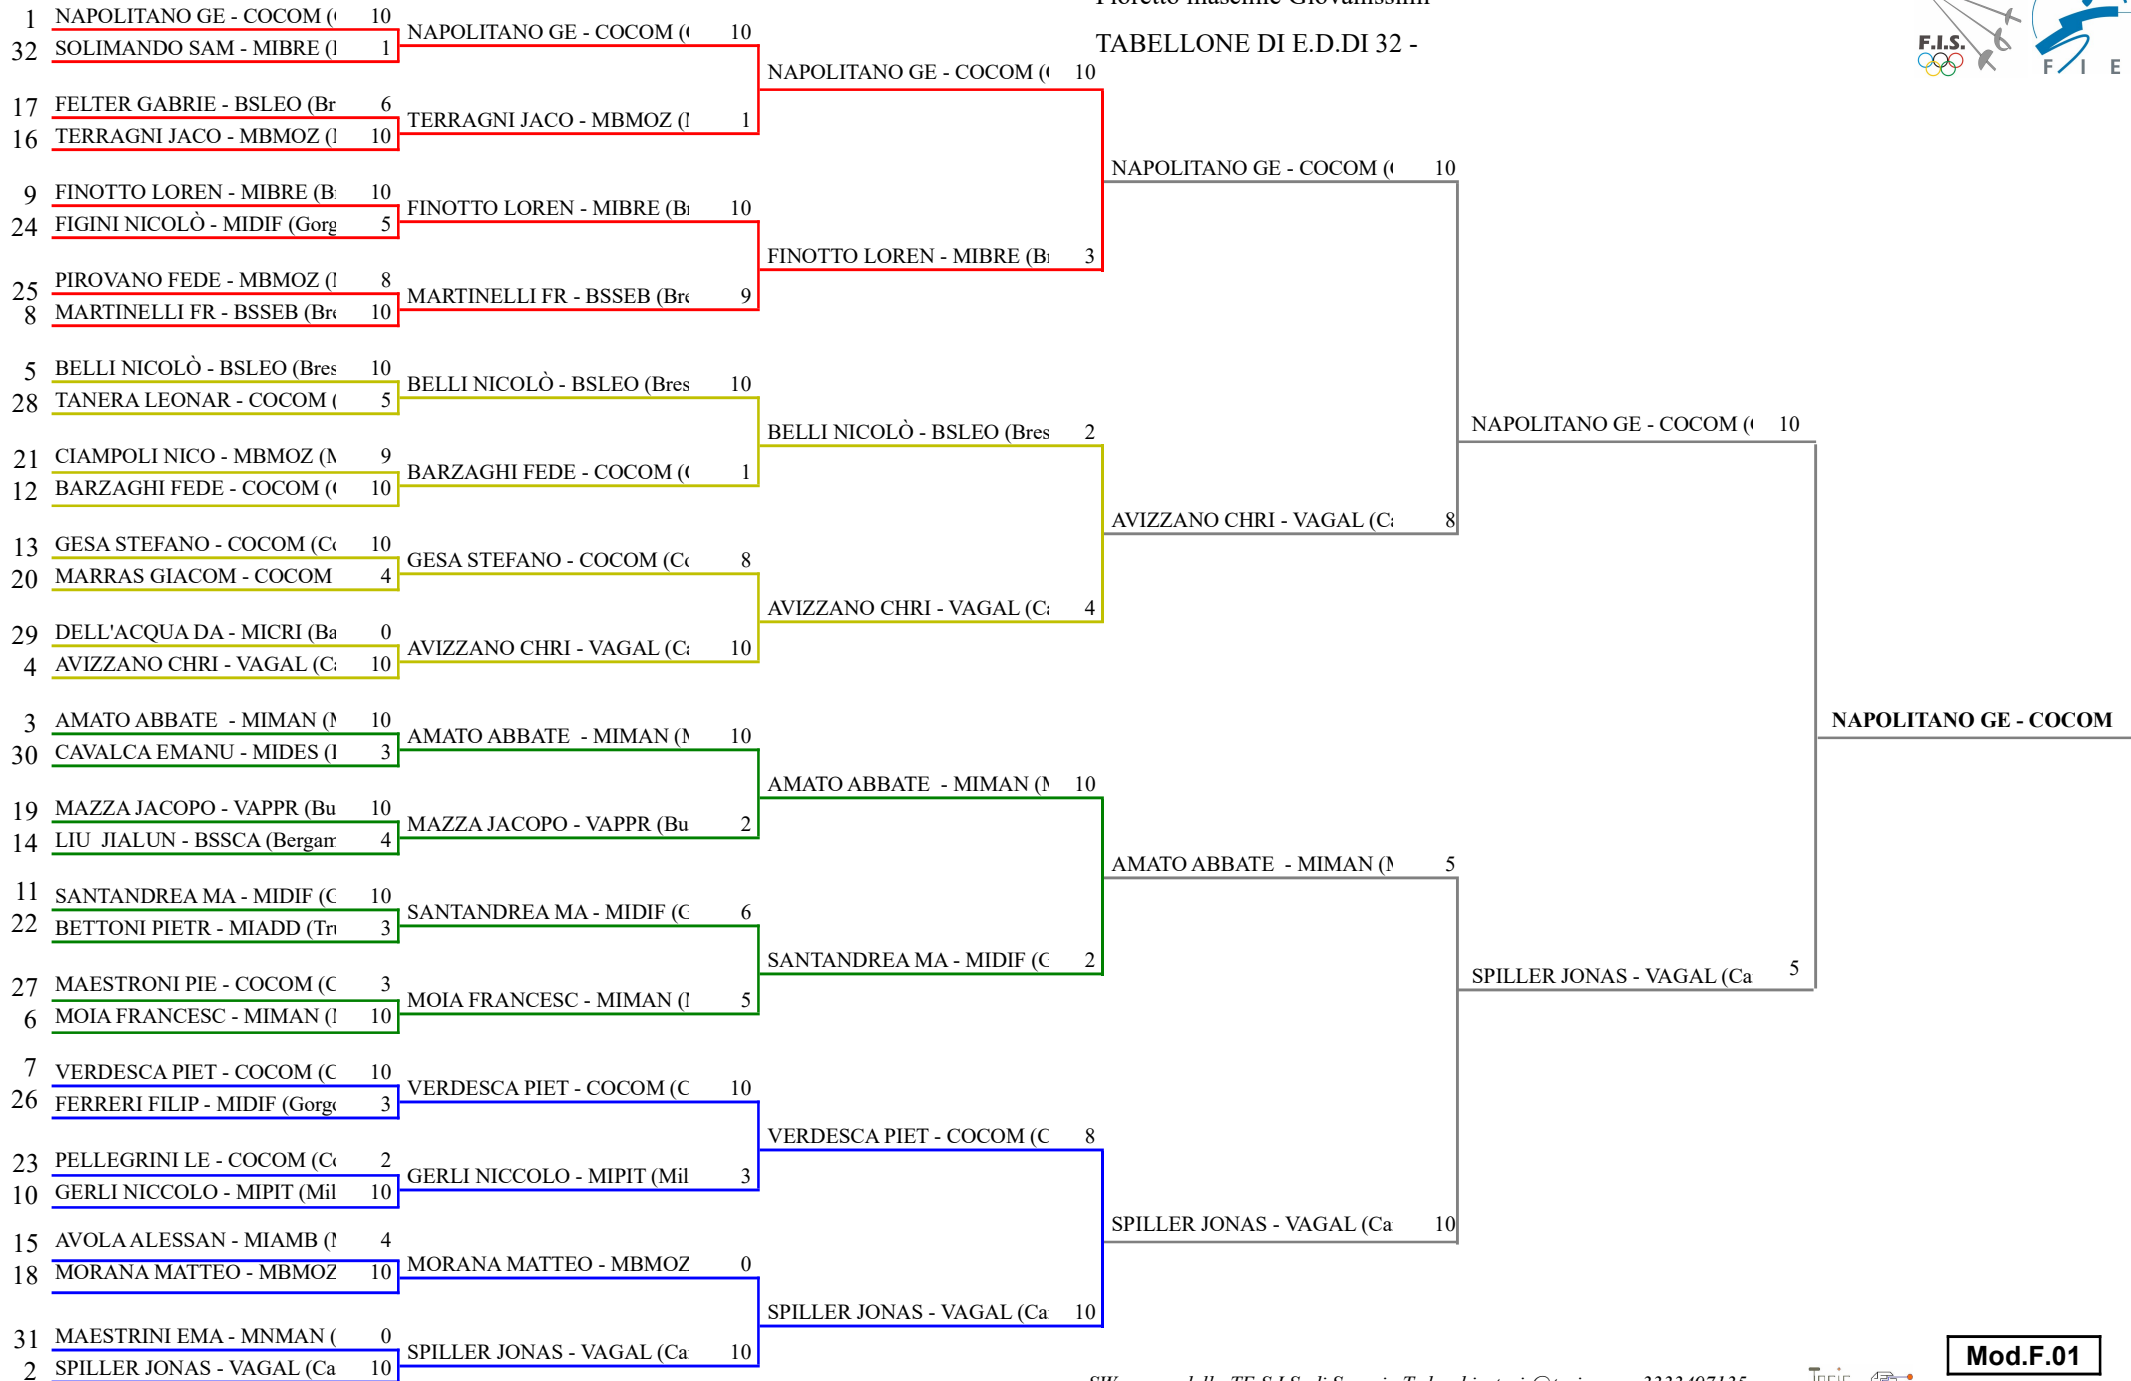 TABELLONE DI E.D.DI 32 -
F.I.S.
F I E
1 NAPOLITANO GE - COCOM ( 10
32 SOLIMANDO SAM - MIBRE ( 1
17 FELTER GABRIE - BSLEO (Br 6
16 TERRAGNI JACO - MBMOZ ( 10
9 FINOTTO LOREN - MIBRE (B 10
24 FIGINI NICOLÒ - MIDIF (Gorg 5
25 PIROVANO FEDE - MBMOZ ( 8
8 MARTINELLI FR - BSSEB (Bre 10
5 BELLI NICOLÒ - BSLEO (Bres 10
28 TANERA LEONAR - COCOM ( 5
21 CIAMPOLI NICO - MBMOZ (M 9
12 BARZAGHI FEDE - COCOM ( 10
13 GESA STEFANO - COCOM (Co 10
20 MARRAS GIACOM - COCOM 4
29 DELL'ACQUA DA - MICRI (Ba 0
4 AVIZZANO CHRI - VAGAL (Ca 10
3 AMATO ABBATE - MIMAN (M 10
30 CAVALCA EMANU - MIDES ( 3
19 MAZZA JACOPO - VAPPR (Bu 10
14 LIU JIALUN - BSSCA (Bergam 4
11 SANTANDREA MA - MIDIF (G 10
22 BETTONI PIETR - MIADD (Tru 3
27 MAESTRONI PIE - COCOM (C 3
6 MOIA FRANCESC - MIMAN ( 10
7 VERDESCA PIET - COCOM (C 10
26 FERRERI FILIP - MIDIF (Gorgo 3
23 PELLEGRINI LE - COCOM (Co 2
10 GERLI NICCOLO - MIPIT (Mil 10
15 AVOLA ALESSAN - MIAMB (M 4
18 MORANA MATTEO - MBMOZ 10
31 MAESTRINI EMA - MNMAN ( 0
2 SPILLER JONAS - VAGAL (Ca 10
NAPOLITANO GE - COCOM ( 10
TERRAGNI JACO - MBMOZ ( 1
FINOTTO LOREN - MIBRE (Br 10
MARTINELLI FR - BSSEB (Bre 9
BELLI NICOLÒ - BSLEO (Bres 10
BARZAGHI FEDE - COCOM ( 1
GESA STEFANO - COCOM (Co 8
AVIZZANO CHRI - VAGAL (Ca 10
AMATO ABBATE - MIMAN (M 10
MAZZA JACOPO - VAPPR (Bu 2
SANTANDREA MA - MIDIF (G 6
MOIA FRANCESC - MIMAN ( 5
VERDESCA PIET - COCOM (C 10
GERLI NICCOLO - MIPIT (Mil 3
MORANA MATTEO - MBMOZ 0
SPILLER JONAS - VAGAL (Ca 10
NAPOLITANO GE - COCOM ( 10
FINOTTO LOREN - MIBRE (Br 3
BELLI NICOLÒ - BSLEO (Bres 2
AVIZZANO CHRI - VAGAL (Ca 4
AMATO ABBATE - MIMAN (M 10
SANTANDREA MA - MIDIF (G 2
VERDESCA PIET - COCOM (C 8
SPILLER JONAS - VAGAL (Ca 10
NAPOLITANO GE - COCOM ( 10
AVIZZANO CHRI - VAGAL (Ca 8
AMATO ABBATE - MIMAN (M 5
SPILLER JONAS - VAGAL (Ca 10
NAPOLITANO GE - COCOM ( 10
SPILLER JONAS - VAGAL (Ca 5
NAPOLITANO GE - COCOM
Mod.F.01